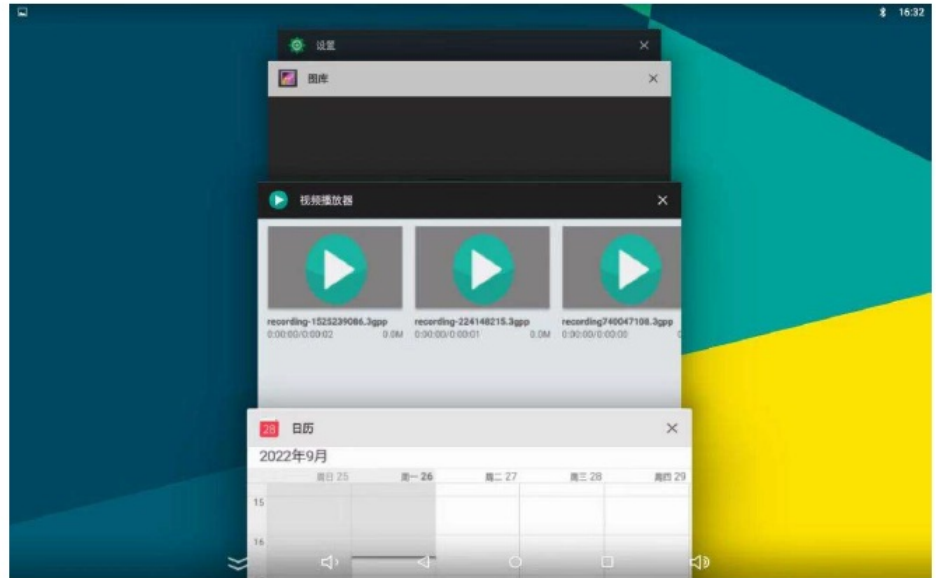 16:32
设置
图库
视频播放器
recording-1525239086.3gpp
recording-224148215.3gpp
recording740047108.3gpp
0:00:00/0:00:02 0.0M
0:00:00/0:00:01 0.0M
0:00:00/0:00:00
28 日历
2022年9月
周日 25 周一 26 周二 27 周三 28 周四 29
15
16